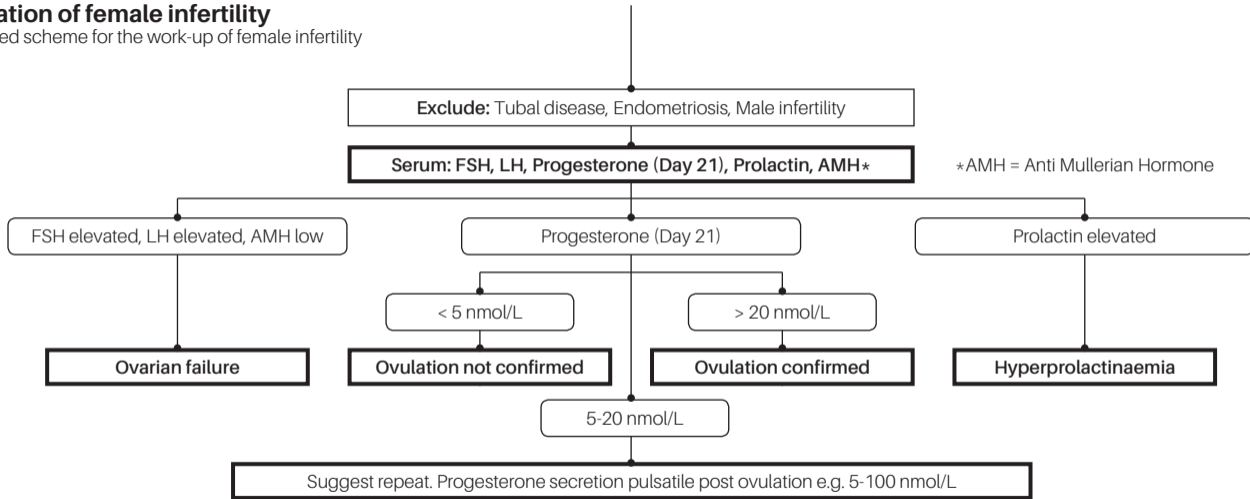 ation of female infertility
ed scheme for the work-up of female infertility
Exclude: Tubal disease, Endometriosis, Male infertility
Serum: FSH, LH, Progesterone (Day 21), Prolactin, AMH*
*AMH = Anti Mullerian Hormone
FSH elevated, LH elevated, AMH low
Progesterone (Day 21)
Prolactin elevated
< 5 nmol/L
> 20 nmol/L
Ovarian failure
Ovulation not confirmed
Ovulation confirmed
Hyperprolactinaemia
5-20 nmol/L
Suggest repeat. Progesterone secretion pulsatile post ovulation e.g. 5-100 nmol/L